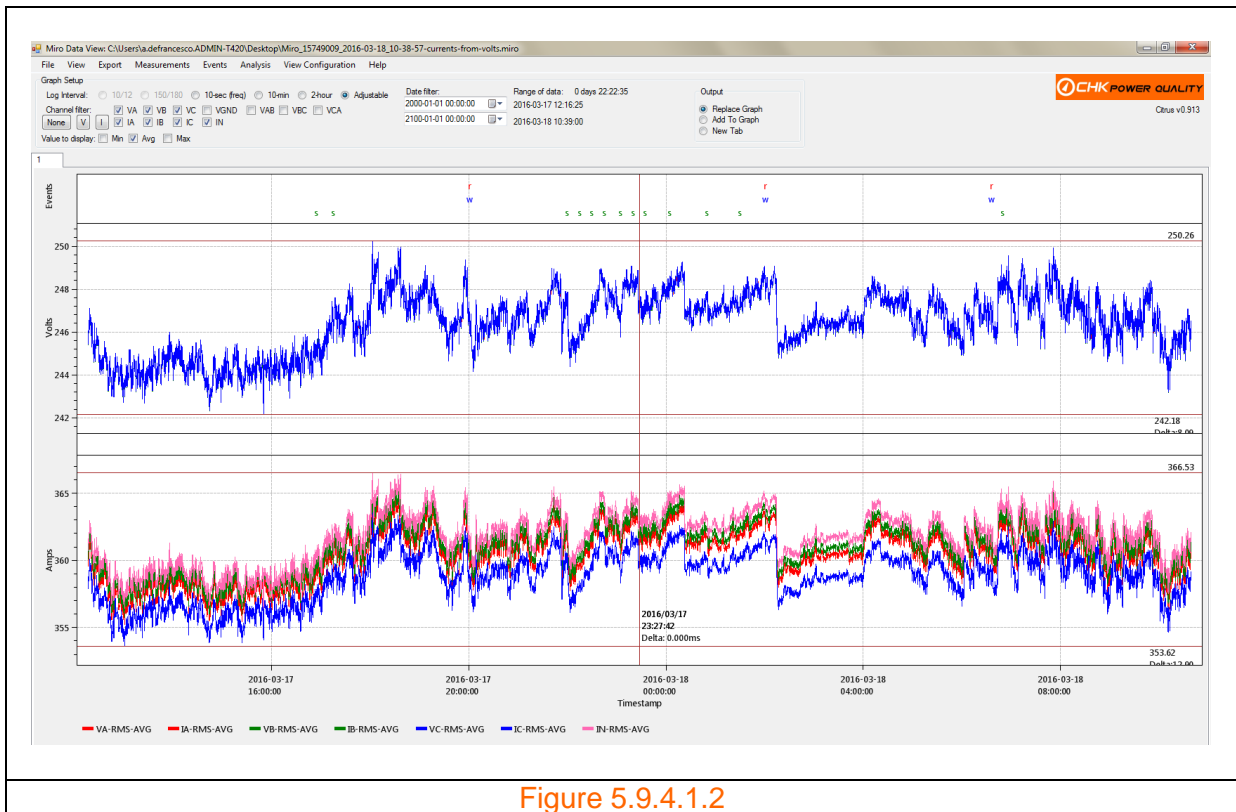 Miro Data View: C:\Users\a.defrancesco.ADMIN-T420\Desktop\Miro_15749009_2016-03-18_10-38-57-currents-from-volts.miro
File View Export Measurements Events Analysis View Configuration Help
Graph Setup
Log Interval: 10/12 150/180 10-sec (freq) 10-min 2-hour Adjustable
Channel filter: VA VB VC VGND VAB VBC VCA
None V I IA IB IC IN
Value to display: Min Avg Max
Date filter:
2000-01-01 00:00:00
2100-01-01 00:00:00
Range of data: 0 days 22:22:35
2016-03-17 12:16:25
2016-03-18 10:39:00
Output
Replace Graph
Add To Graph
New Tab
CHK POWER QUALITY
Citrus v0.913
1
Events
r r r
w w w
s s s s s s s s s s s s s
Volts
250
248
246
244
242
250.26
242.18
Delta:8.09
Amps
365
360
355
366.53
2016/03/17
23:27:42
Delta: 0.000ms
353.62
Delta:12.90
2016-03-17 2016-03-17 2016-03-18 2016-03-18 2016-03-18
16:00:00 20:00:00 00:00:00 04:00:00 08:00:00
Timestamp
VA-RMS-AVG IA-RMS-AVG VB-RMS-AVG IB-RMS-AVG VC-RMS-AVG IC-RMS-AVG IN-RMS-AVG
Figure 5.9.4.1.2